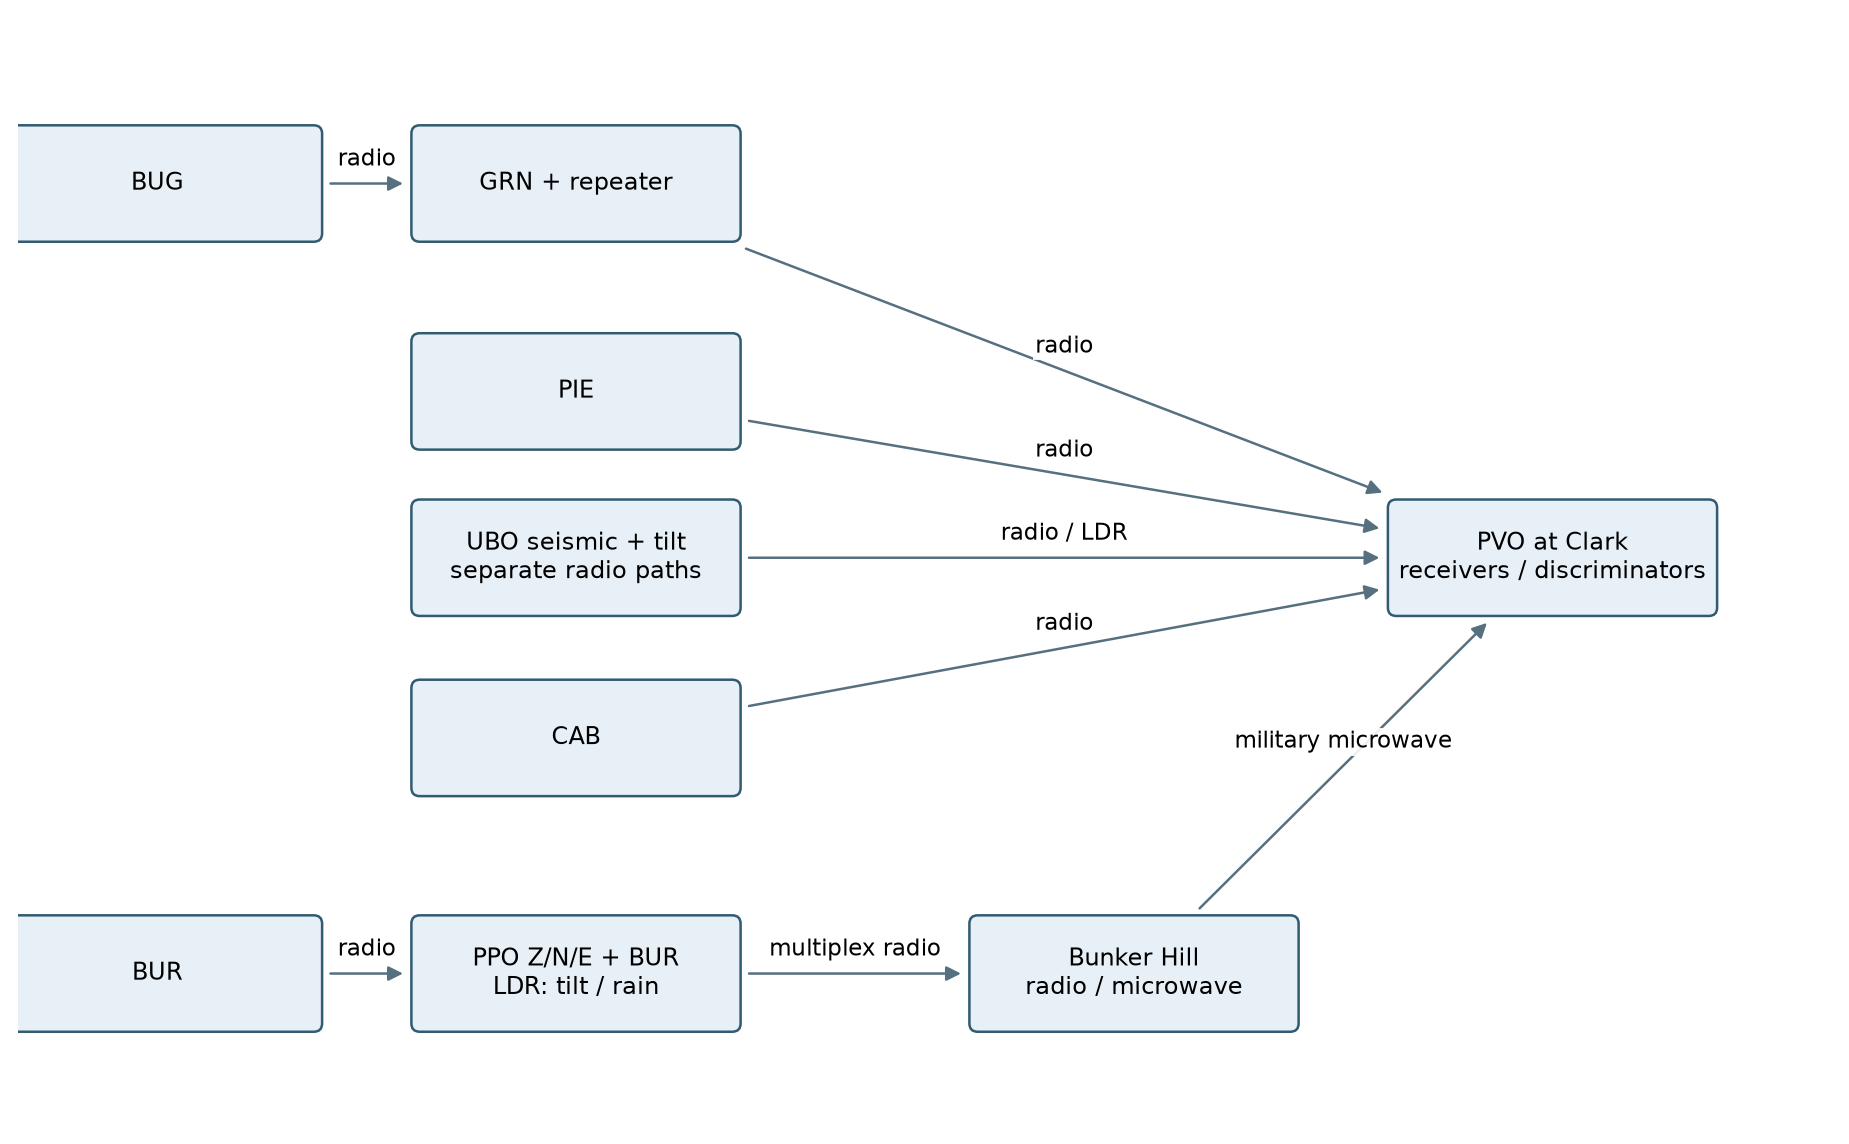 BUG
radio
GRN + repeater
radio
PIE
radio
UBO seismic + tilt
separate radio paths
radio / LDR
PVO at Clark
receivers / discriminators
radio
CAB
military microwave
BUR
radio
PPO Z/N/E + BUR
LDR: tilt / rain
multiplex radio
Bunker Hill
radio / microwave